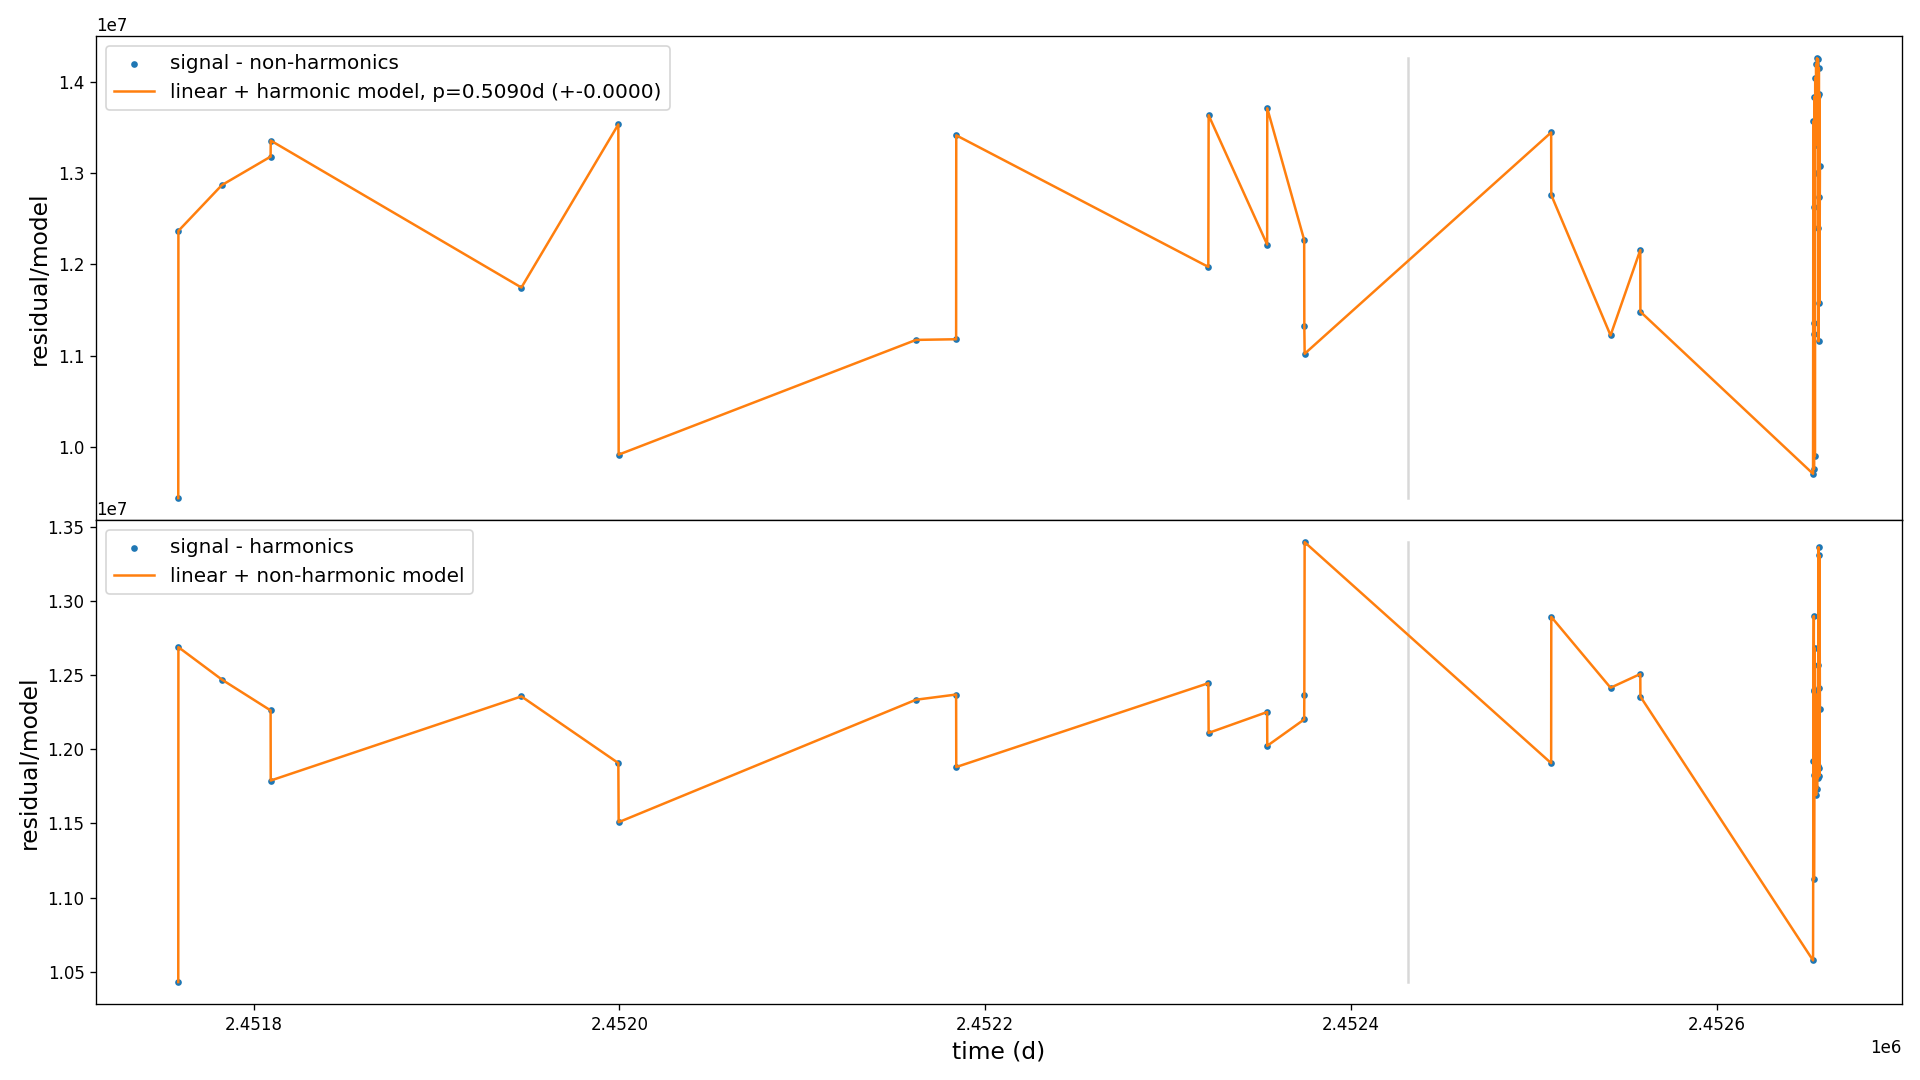 1e7
signal - non-harmonics
linear + harmonic model, p=0.5090d (+-0.0000)
1.4
1.3
1.2
1.1
1.0
residual/model
1e7
signal - harmonics
linear + non-harmonic model
1.35
1.30
1.25
1.20
1.15
1.10
1.05
residual/model
2.4518
2.4520
2.4522
2.4524
2.4526
time (d)
1e6